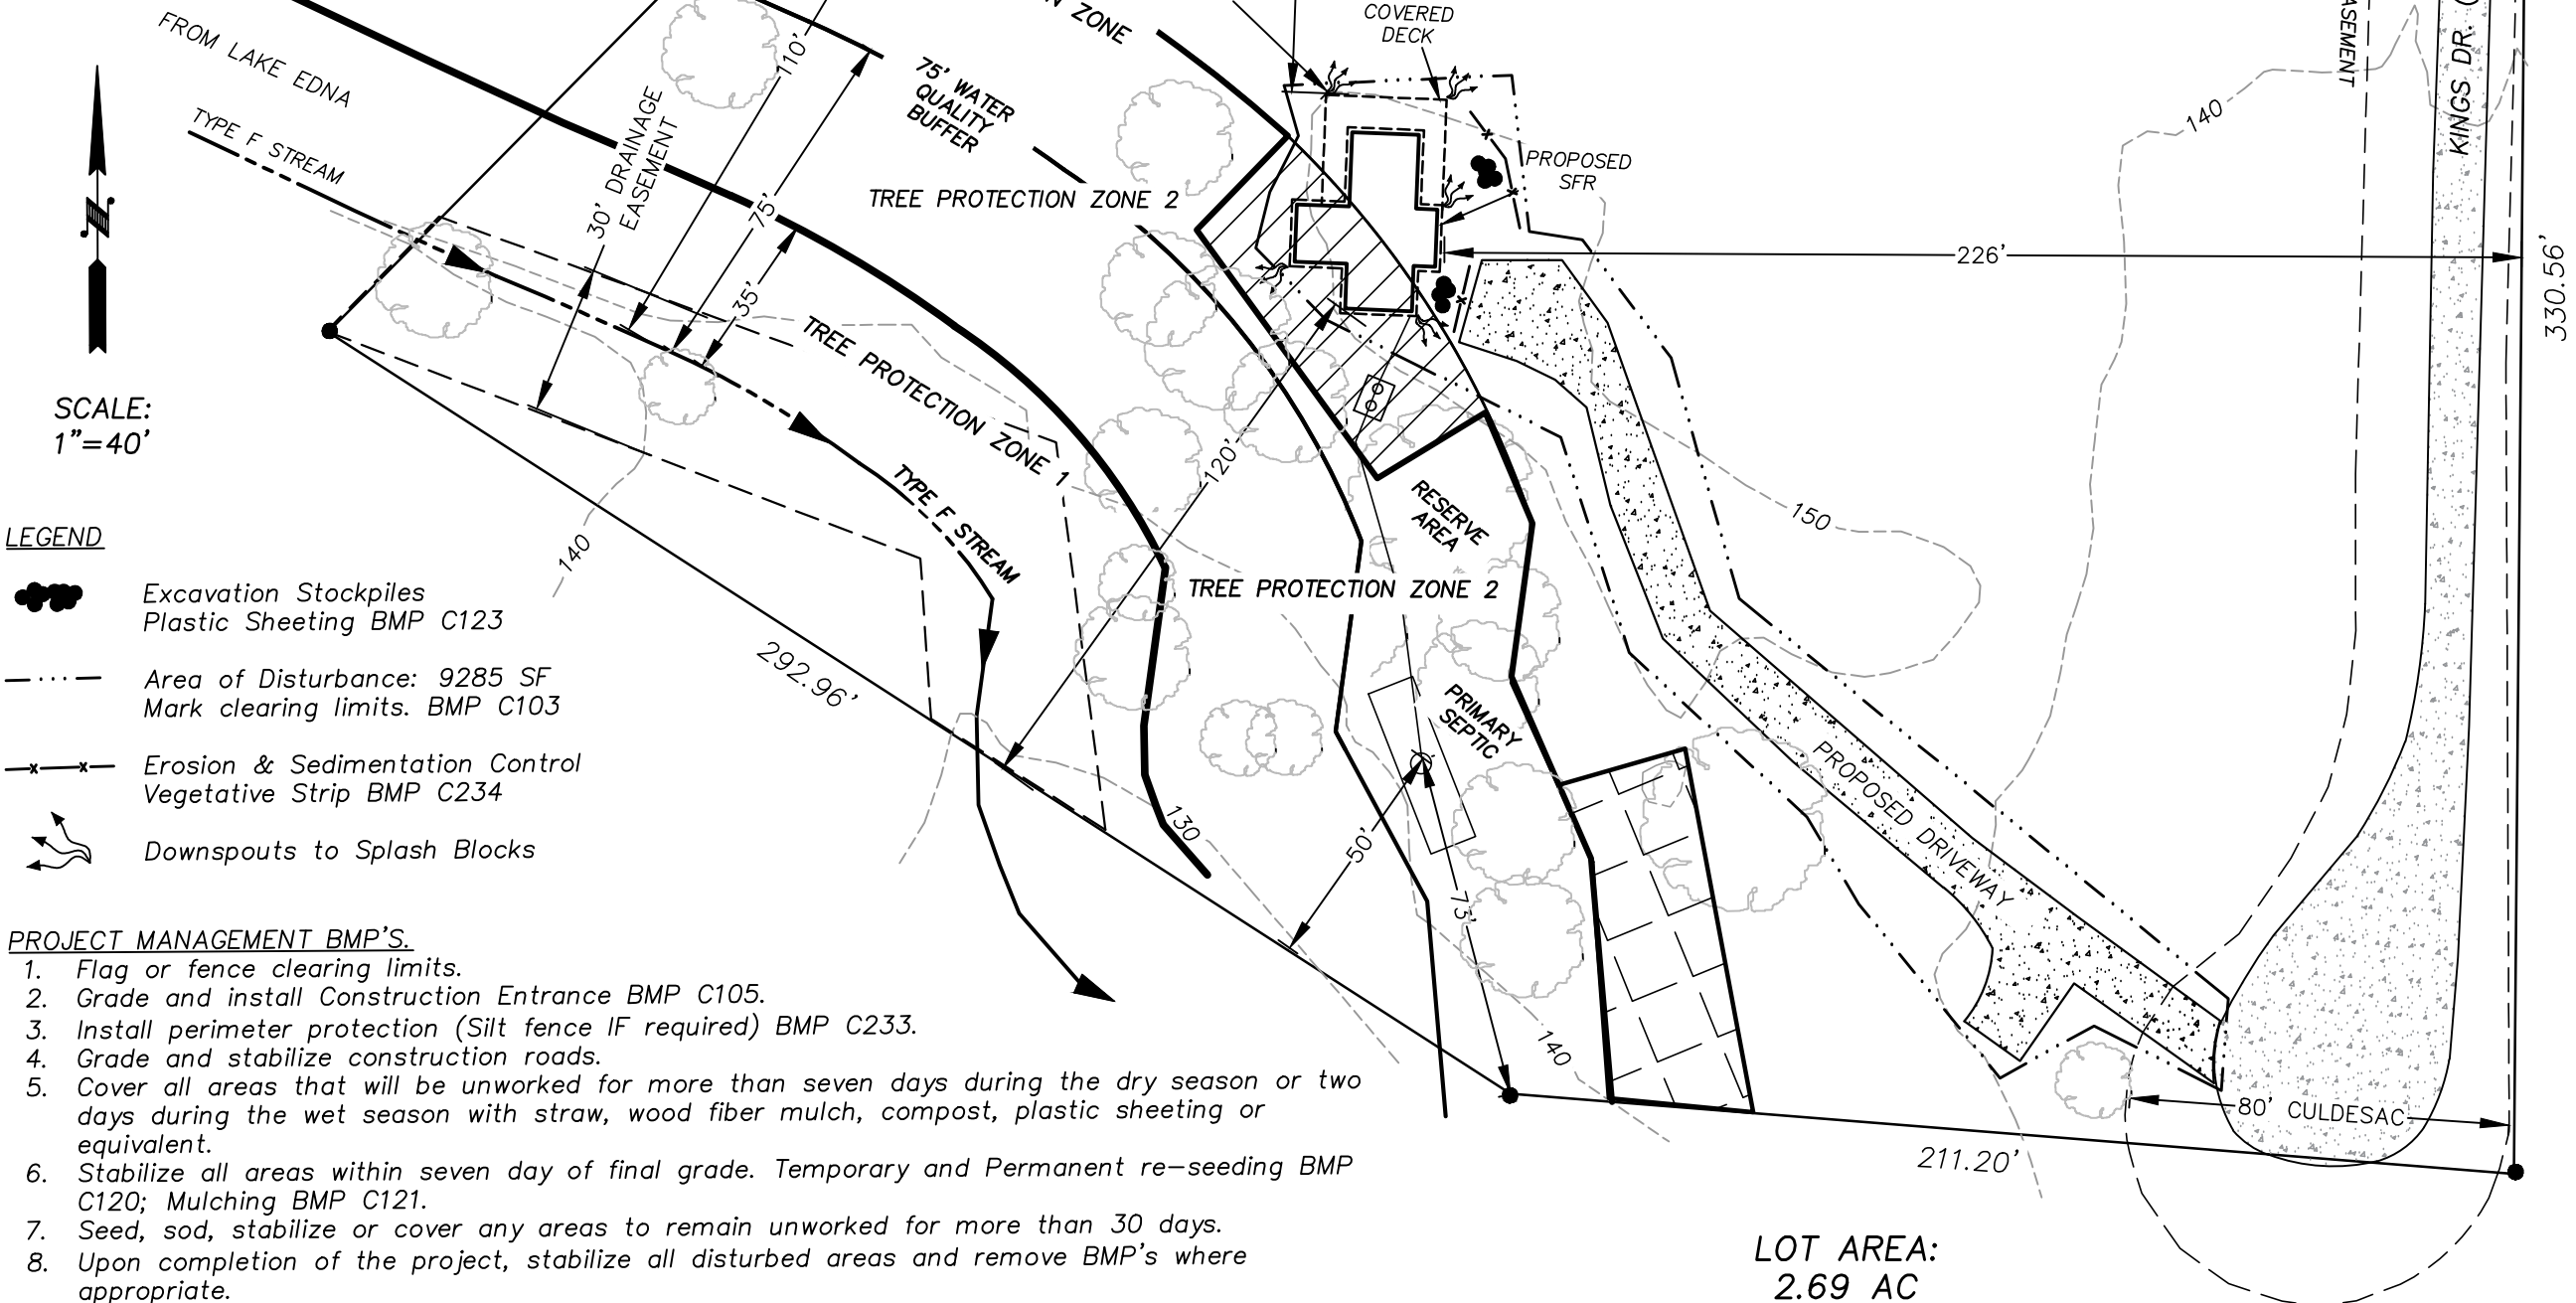 FROM LAKE EDNA
TYPE F STREAM
SCALE:
1"=40'
30' DRAINAGE
EASEMENT
110'
75'
35'
75' WATER
QUALITY
BUFFER
ZONE
TREE PROTECTION ZONE 2
TREE PROTECTION ZONE 1
TYPE F STREAM
COVERED
DECK
PROPOSED
SFR
226'
330.56'
KINGS DR.
140
150
120'
RESERVE
AREA
TREE PROTECTION ZONE 2
PRIMARY
SEPTIC
50'
73'
130
140
140
292.96'
PROPOSED DRIVEWAY
80' CULDESAC
211.20'
LOT AREA:
2.69 AC
LEGEND
Excavation Stockpiles
Plastic Sheeting BMP C123
Area of Disturbance: 9285 SF
Mark clearing limits. BMP C103
Erosion & Sedimentation Control
Vegetative Strip BMP C234
Downspouts to Splash Blocks
PROJECT MANAGEMENT BMP'S.
1. Flag or fence clearing limits.
2. Grade and install Construction Entrance BMP C105.
3. Install perimeter protection (Silt fence IF required) BMP C233.
4. Grade and stabilize construction roads.
5. Cover all areas that will be unworked for more than seven days during the dry season or two
days during the wet season with straw, wood fiber mulch, compost, plastic sheeting or
equivalent.
6. Stabilize all areas within seven day of final grade. Temporary and Permanent re-seeding BMP
C120; Mulching BMP C121.
7. Seed, sod, stabilize or cover any areas to remain unworked for more than 30 days.
8. Upon completion of the project, stabilize all disturbed areas and remove BMP's where
appropriate.